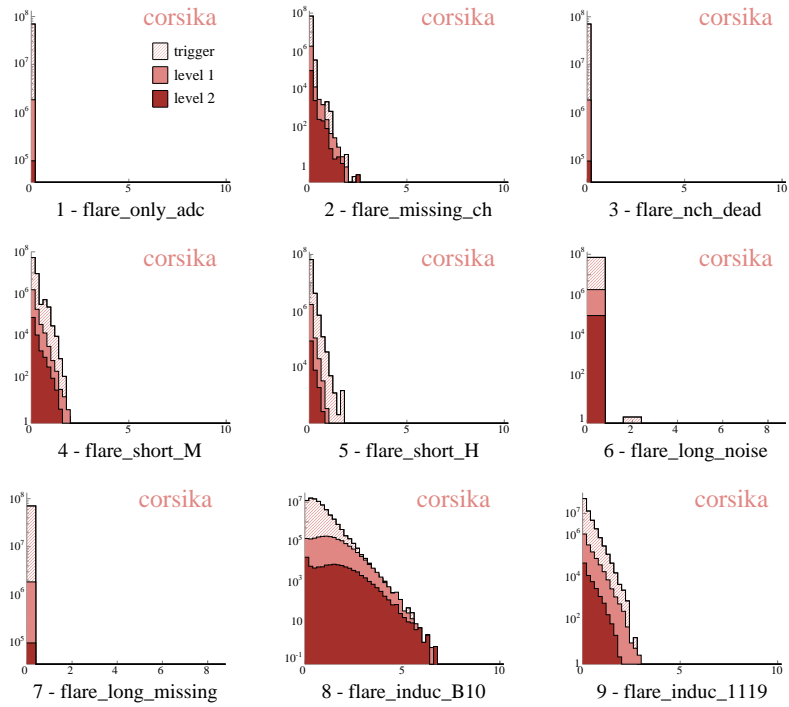 corsika corsika corsika
10^8 10^8 10^8
trigger
level 1
level 2
10^7 10^6 10^7
10^4
10^6 10^6
10^2
10^5 1 10^5
0 5 10 0 5 10 0 5 10
1 - flare_only_adc 2 - flare_missing_ch 3 - flare_nch_dead
corsika corsika corsika
10^8 10^8 10^8
10^6 10^6 10^6
10^4 10^4 10^4
10^2 10^2
1 1
0 5 10 0 5 10 0 2 4 6 8
4 - flare_short_M 5 - flare_short_H 6 - flare_long_noise
corsika corsika corsika
10^8 10^7 10^7
10^7 10^5
10^3 10^4
10^6 10
10^2
10^5 10^-1 1
0 2 4 6 8 0 5 10 0 5 10
7 - flare_long_missing 8 - flare_induc_B10 9 - flare_induc_1119